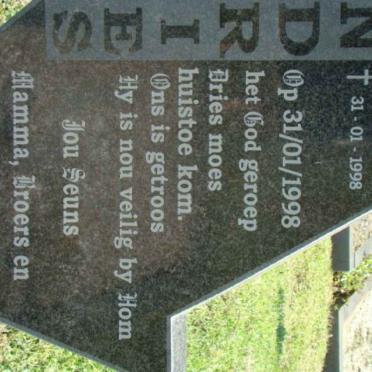 NDRIES
† 31 - 01 - 1998
Op 31/01/1998
het God geroep
Dries moes
huistoe kom.
Ons is getroos
Hy is nou veilig by Hom
Jou Seuns
Mamma, Broers en